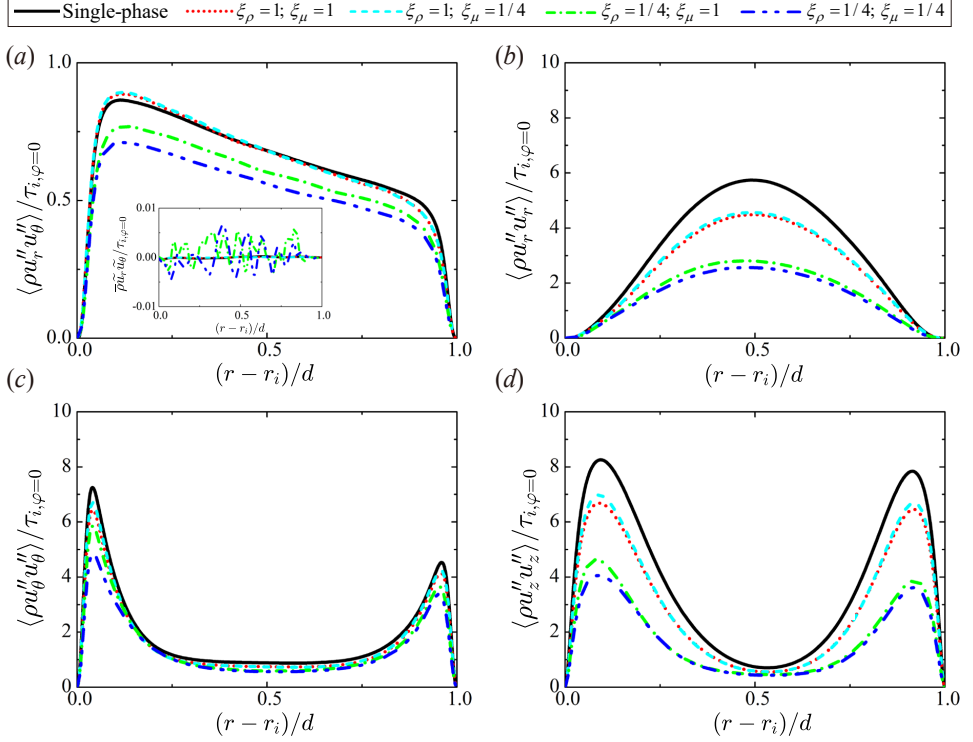 Single-phase ξρ = 1; ξμ = 1 ξρ = 1; ξμ = 1/4 ξρ = 1/4; ξμ = 1 ξρ = 1/4; ξμ = 1/4
(a)
1.0
0.5
0.0
⟨ρu″ᵣu″θ⟩/τi,φ=0
0.0 0.5 1.0
(r − rᵢ)/d
0.01
0.00
-0.01
ρ̅ũᵣũθ/τi,φ=0
0.0 0.5 1.0
(r − rᵢ)/d
(b)
10
8
6
4
2
0
⟨ρu″ᵣu″ᵣ⟩/τi,φ=0
0.0 0.5 1.0
(r − rᵢ)/d
(c)
10
8
6
4
2
0
⟨ρu″θu″θ⟩/τi,φ=0
0.0 0.5 1.0
(r − rᵢ)/d
(d)
10
8
6
4
2
0
⟨ρu″zu″z⟩/τi,φ=0
0.0 0.5 1.0
(r − rᵢ)/d